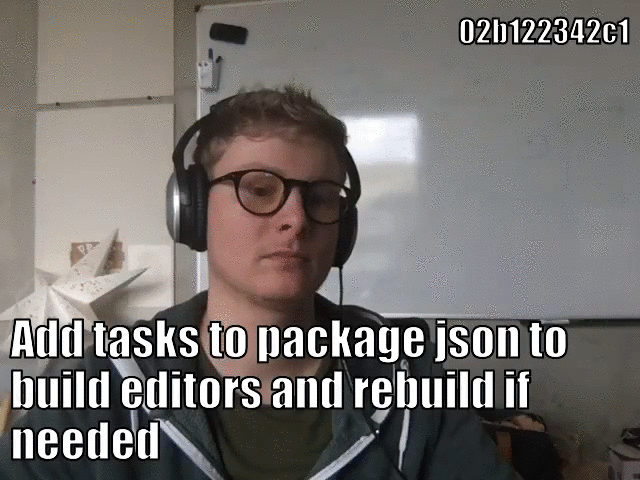 02b122342c1
Add tasks to package json to
build editors and rebuild if
needed